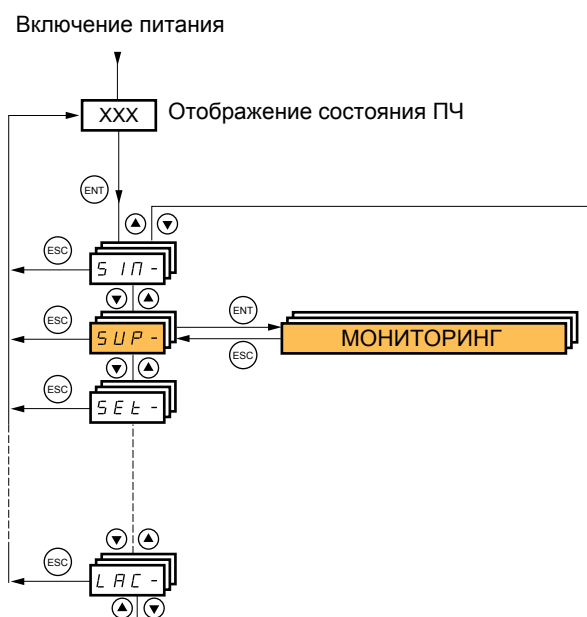 Включение питания
XXX
Отображение состояния ПЧ
ENT
ESC
SIM-
ESC
SUP-
ENT
МОНИТОРИНГ
ESC
ESC
SEt-
ESC
LAC-